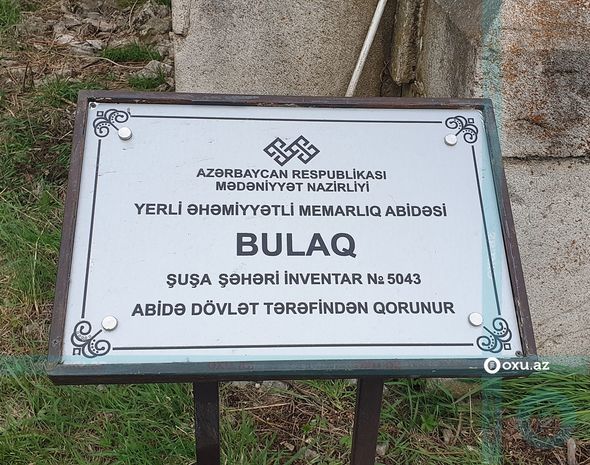 AZƏRBAYCAN RESPUBLİKASI
MƏDƏNİYYƏT NAZİRLİYİ
YERLİ ƏHƏMİYYƏTLİ MEMARLIQ ABİDƏSİ
BULAQ
ŞUŞA ŞƏHƏRİ İNVENTAR № 5043
ABİDƏ DÖVLƏT TƏRƏFİNDƏN QORUNUR
oxu.az